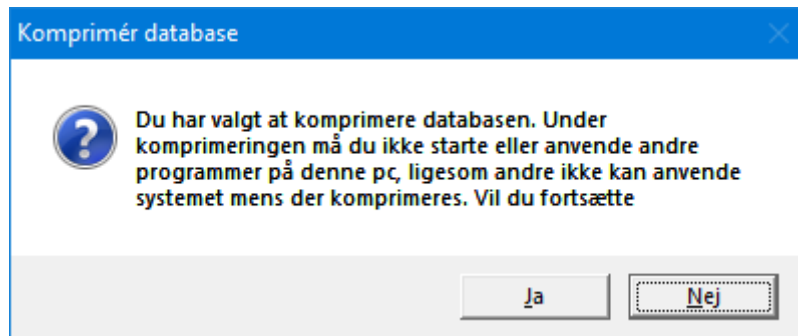 Komprimér database
Du har valgt at komprimere databasen. Under
komprimeringen må du ikke starte eller anvende andre
programmer på denne pc, ligesom andre ikke kan anvende
systemet mens der komprimeres. Vil du fortsætte
Ja
Nej